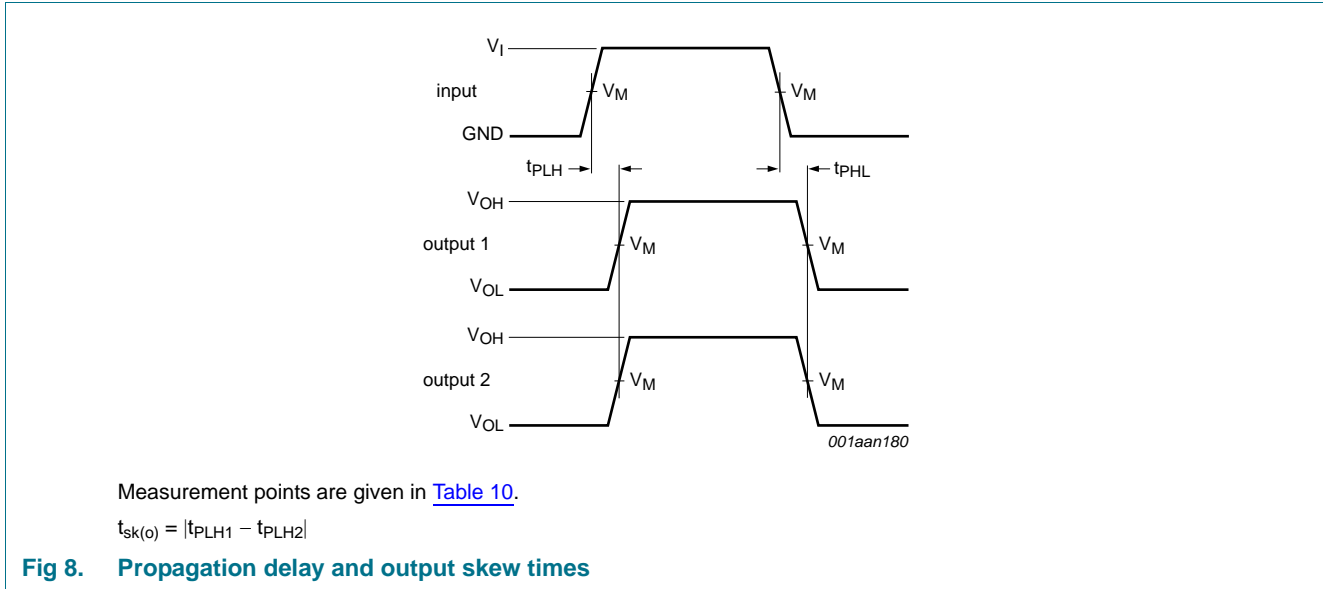 VI
input
VM
VM
GND
tPLH
tPHL
VOH
output 1
VM
VM
VOL
VOH
output 2
VM
VM
VOL
001aan180
Measurement points are given in Table 10.
tsk(o) = |tPLH1 − tPLH2|
Fig 8. Propagation delay and output skew times